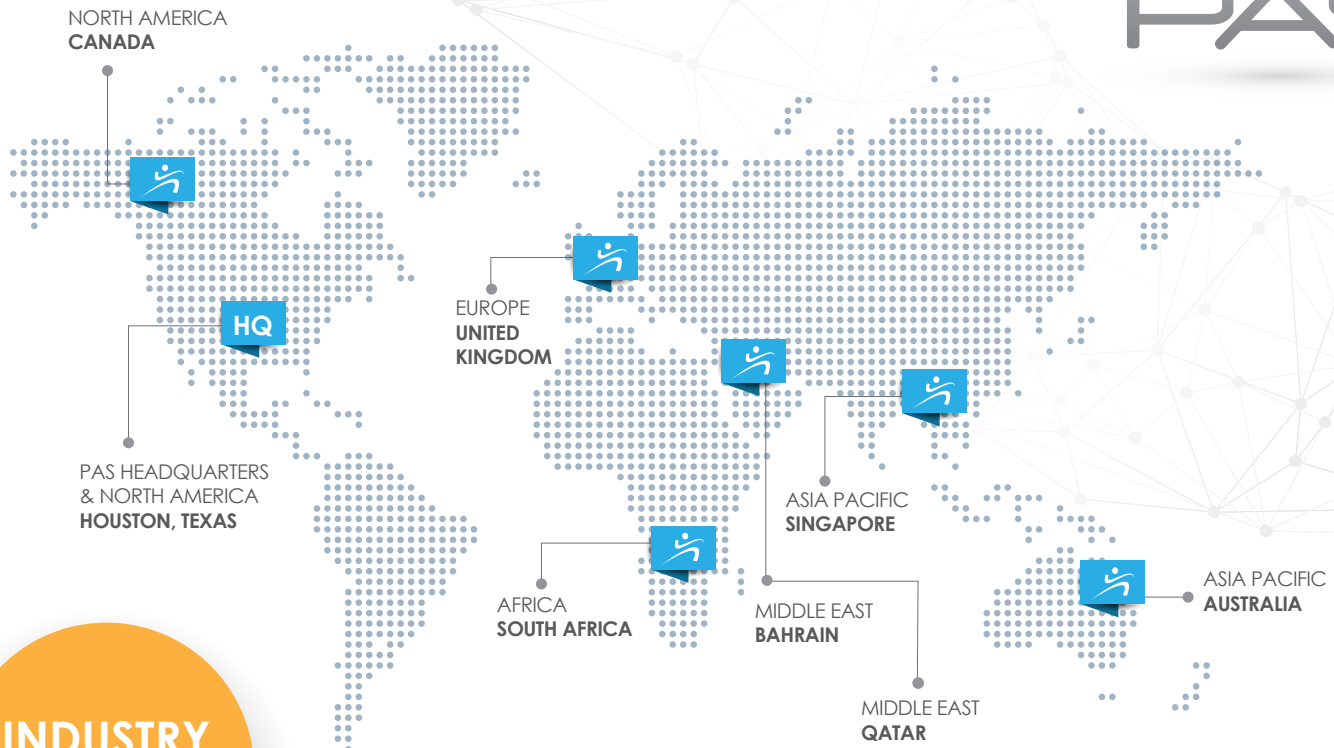 NORTH AMERICA
CANADA
HQ
EUROPE
UNITED
KINGDOM
PAS HEADQUARTERS
& NORTH AMERICA
HOUSTON, TEXAS
ASIA PACIFIC
SINGAPORE
AFRICA
SOUTH AFRICA
MIDDLE EAST
BAHRAIN
ASIA PACIFIC
AUSTRALIA
MIDDLE EAST
QATAR
INDUSTRY